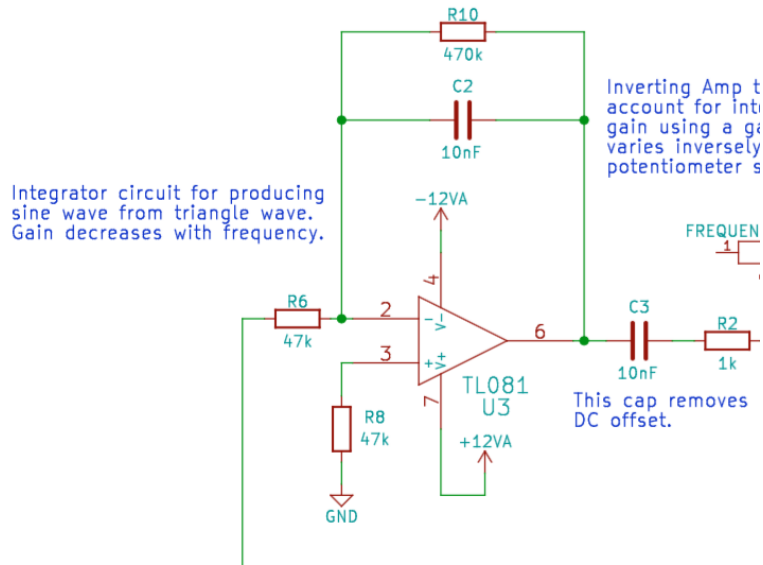 R10
470k
C2
10nF
Inverting Amp
account for
gain using a
varies inversely
potentiometer
Integrator circuit for producing
sine wave from triangle wave.
Gain decreases with frequency.
-12VA
4
FREQUEN
1
R6
47k
2
-
V-
3
+
V+
6
C3
10nF
R2
1k
TL081
U3
7
R8
47k
This cap removes
DC offset.
+12VA
GND